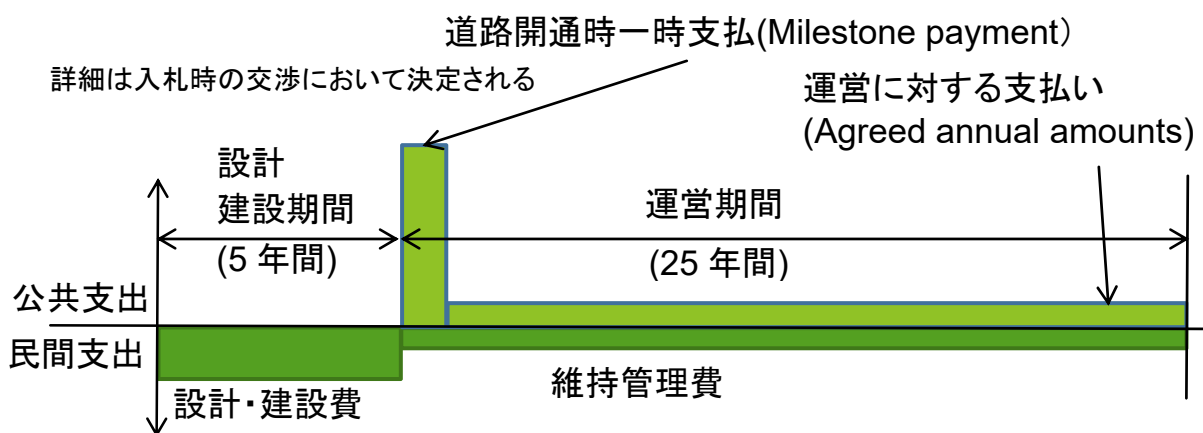 道路開通時一時支払(Milestone payment)
詳細は入札時の交渉において決定される
運営に対する支払い
(Agreed annual amounts)
設計
建設期間
(5 年間)
運営期間
(25 年間)
公共支出
民間支出
設計・建設費
維持管理費